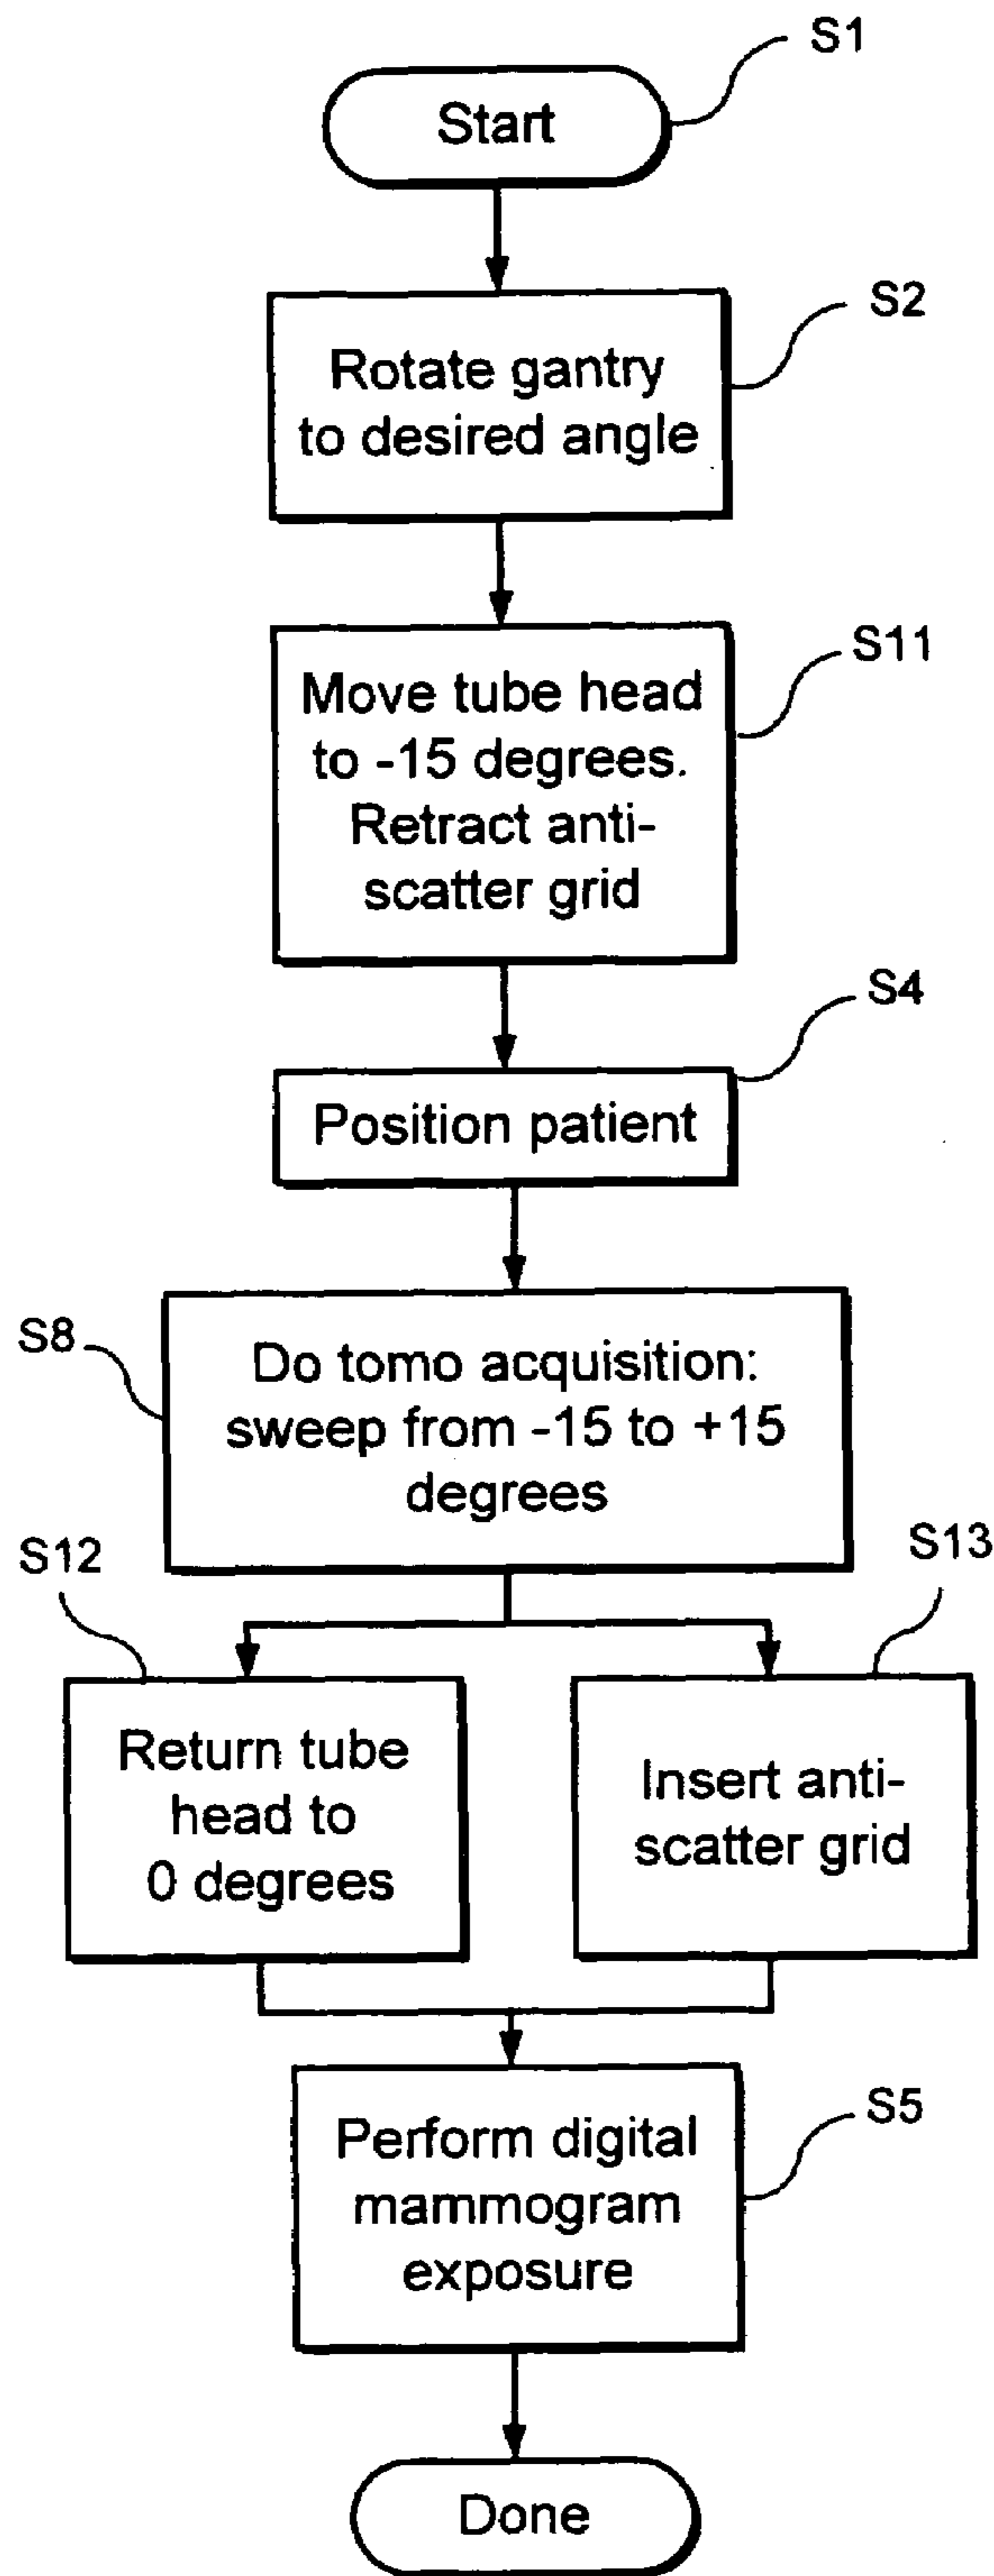 S1
Start
S2
Rotate gantry
to desired angle
S11
Move tube head
to -15 degrees.
Retract anti-
scatter grid
S4
Position patient
S8
Do tomo acquisition:
sweep from -15 to +15
degrees
S12
Return tube
head to
0 degrees
S13
Insert anti-
scatter grid
S5
Perform digital
mammogram
exposure
Done